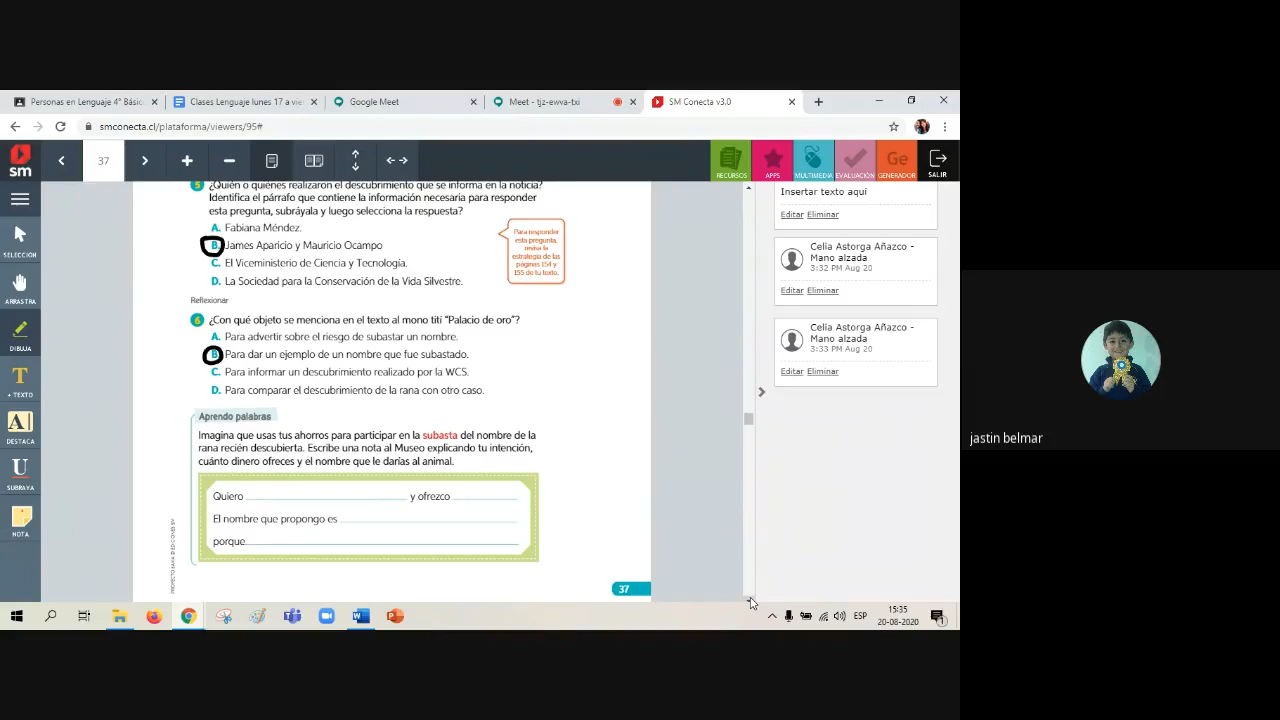 Personas en Lenguaje 4° Básic
Clases Lenguaje lunes 17 a vie
Google Meet
Meet - tjz-ewva-txi
SM Conecta v3.0
smconecta.cl/plataforma/viewers/95#
sm
37
RECURSOS
APPS
MULTIMEDIA
EVALUACIÓN
Ge
GENERADOR
SALIR
SELECCIÓN
ARRASTRA
DIBUJA
T
+ TEXTO
A
DESTACA
U
SUBRAYA
NOTA
5 ¿Quién o quiénes realizaron el descubrimiento que se informa en la noticia?
Identifica el párrafo que contiene la información necesaria para responder
esta pregunta, subráyala y luego selecciona la respuesta?
A. Fabiana Méndez.
B. James Aparicio y Mauricio Ocampo
C. El Viceministerio de Ciencia y Tecnología.
D. La Sociedad para la Conservación de la Vida Silvestre.
Para responder
esta pregunta,
revisa la
estrategia de las
páginas 154 y
155 de tu texto.
Reflexionar
6 ¿Con qué objeto se menciona en el texto al mono tití "Palacio de oro"?
A. Para advertir sobre el riesgo de subastar un nombre.
B Para dar un ejemplo de un nombre que fue subastado.
C. Para informar un descubrimiento realizado por la WCS.
D. Para comparar el descubrimiento de la rana con otro caso.
Aprendo palabras
Imagina que usas tus ahorros para participar en la subasta del nombre de la
rana recién descubierta. Escribe una nota al Museo explicando tu intención,
cuánto dinero ofreces y el nombre que le darías al animal.
Quiero y ofrezco
El nombre que propongo es
porque
37
Insertar texto aquí
Editar Eliminar
Celia Astorga Añazco -
Mano alzada
3:32 PM Aug 20
Editar Eliminar
Celia Astorga Añazco -
Mano alzada
3:33 PM Aug 20
Editar Eliminar
ESP
15:35
20-08-2020
1
jastin belmar